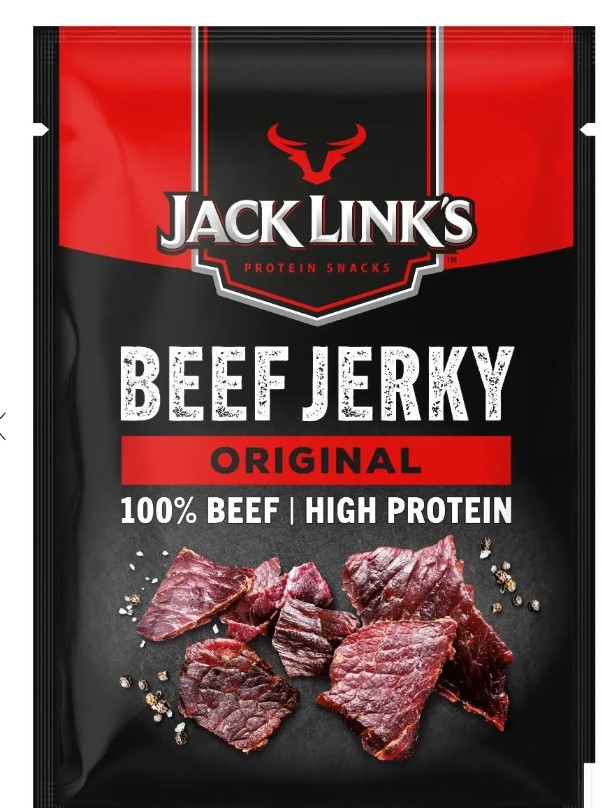 JACK LINK'S
TM
PROTEIN SNACKS
BEEF JERKY
ORIGINAL
100% BEEF | HIGH PROTEIN